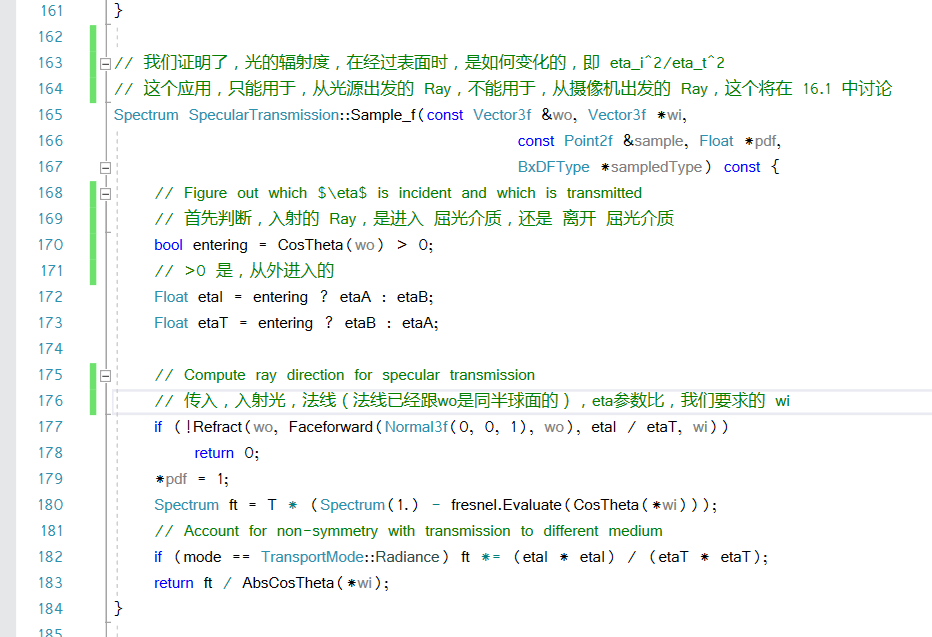 161 }
162
163 // 我们证明了，光的辐射度，在经过表面时，是如何变化的，即 eta_i^2/eta_t^2
164 // 这个应用，只能用于，从光源出发的 Ray，不能用于，从摄像机出发的 Ray，这个将在 16.1 中讨论
165 Spectrum SpecularTransmission::Sample_f(const Vector3f &wo, Vector3f *wi,
166 const Point2f &sample, Float *pdf,
167 BxDFType *sampledType) const {
168 // Figure out which $\eta$ is incident and which is transmitted
169 // 首先判断，入射的 Ray，是进入 屈光介质，还是 离开 屈光介质
170 bool entering = CosTheta(wo) > 0;
171 // >0 是，从外进入的
172 Float etaI = entering ? etaA : etaB;
173 Float etaT = entering ? etaB : etaA;
174
175 // Compute ray direction for specular transmission
176 // 传入，入射光，法线（法线已经跟wo是同半球面的），eta参数比，我们要求的 wi
177 if (!Refract(wo, Faceforward(Normal3f(0, 0, 1), wo), etaI / etaT, wi))
178 return 0;
179 *pdf = 1;
180 Spectrum ft = T * (Spectrum(1.) - fresnel.Evaluate(CosTheta(*wi)));
181 // Account for non-symmetry with transmission to different medium
182 if (mode == TransportMode::Radiance) ft *= (etaI * etaI) / (etaT * etaT);
183 return ft / AbsCosTheta(*wi);
184 }
185